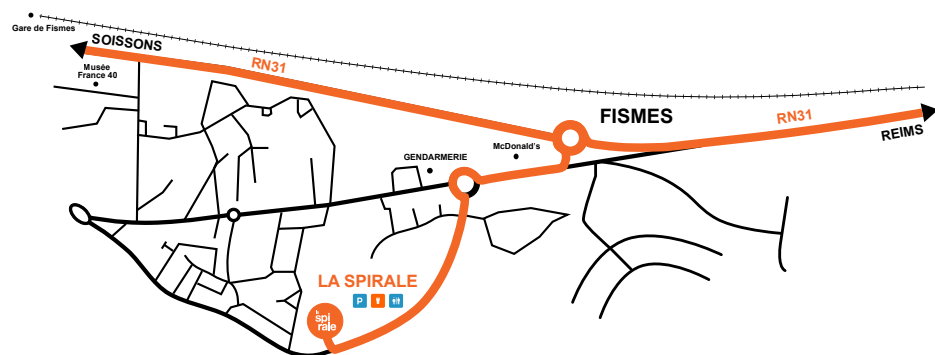 Gare de Fismes
SOISSONS
RN31
Musée
France 40
FISMES
RN31
REIMS
McDonald's
GENDARMERIE
LA SPIRALE
P
la
spi
rale